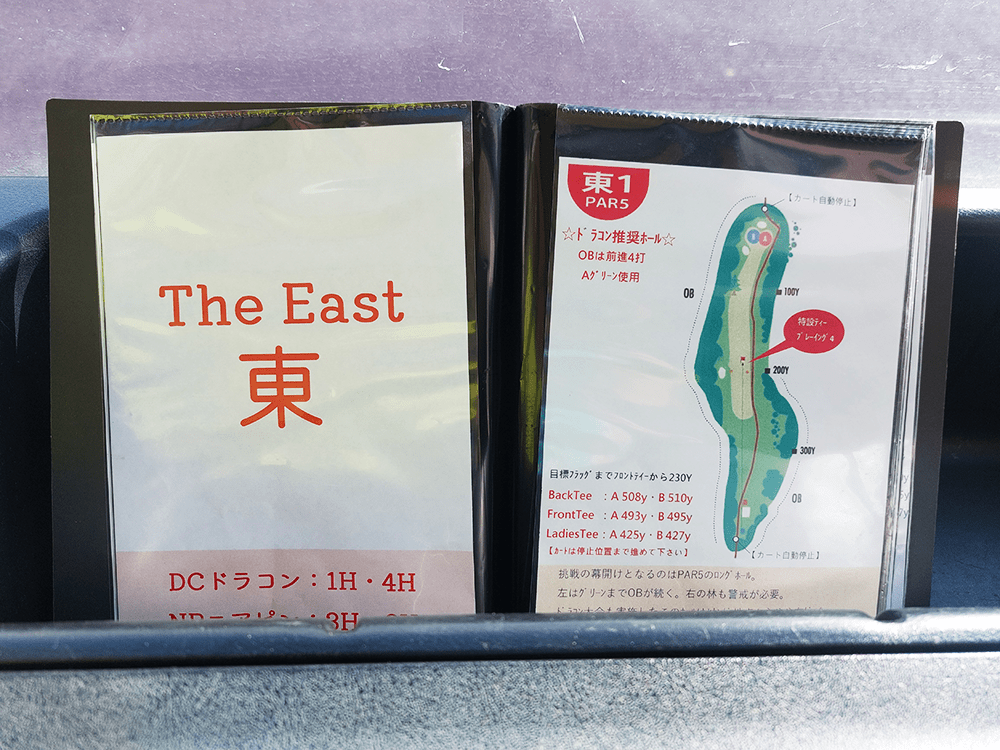 The East
東
DCドラコン：1H・4H
NPニアピン：3H
東1
PAR5
☆ドラコン推奨ホール☆
OBは前進4打
Aグリーン使用
【カート自動停止】
OB
100Y
特設ティー
プレーイング4
200Y
300Y
OB
目標フラッグまでフロントティーから230Y
BackTee ：A 508y・B 510y
FrontTee ：A 493y・B 495y
LadiesTee：A 425y・B 427y
【カートは停止位置まで進めて下さい】
【カート自動停止】
挑戦の幕開けとなるのはPAR5のロングホール。
左はグリーンまでOBが続く。右の林も警戒が必要。